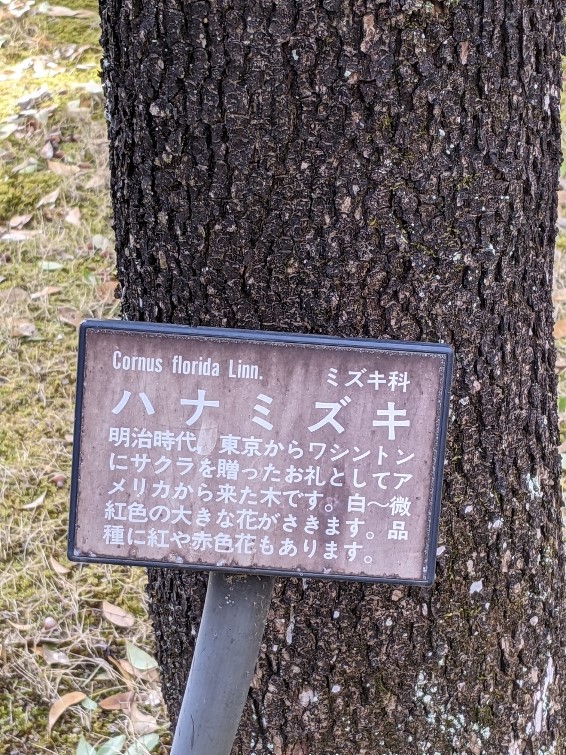 Cornus florida Linn.
ミズキ科
ハナミズキ
明治時代、東京からワシントン
にサクラを贈ったお礼としてア
メリカから来た木です。白～微
紅色の大きな花がさきます。品
種に紅や赤色花もあります。